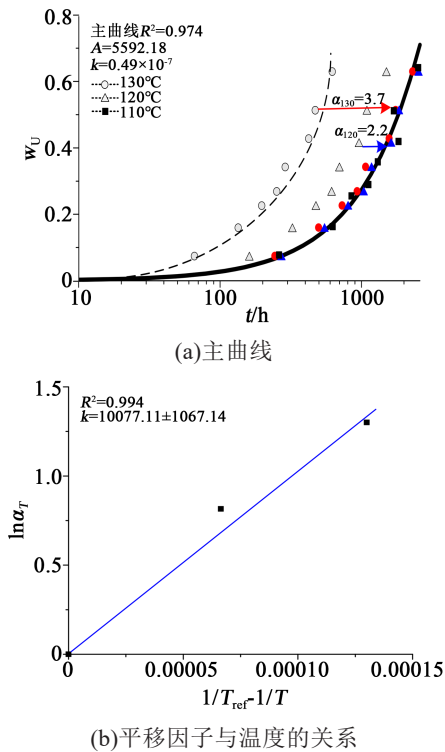 主曲线R²=0.974
A=5592.18
k=0.49×10⁻⁷
130℃
120℃
110℃
α₁₃₀=3.7
α₁₂₀=2.2
0.8
0.6
0.4
0.2
0
w_U
10
100
1000
t/h
(a)主曲线
R²=0.994
k=10077.11±1067.14
1.5
1.0
0.5
0
lnα_T
0
0.00005
0.00010
0.00015
1/T_ref-1/T
(b)平移因子与温度的关系